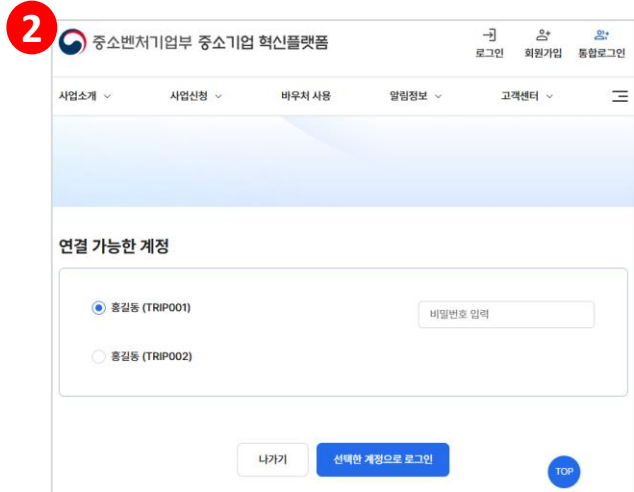 2
중소벤처기업부 중소기업 혁신플랫폼
로그인 회원가입 통합로그인
사업소개 사업신청 바우처 사용 알림정보 고객센터
연결 가능한 계정
홍길동 (TRIP001) 비밀번호 입력
홍길동 (TRIP002)
나가기 선택한 계정으로 로그인
TOP